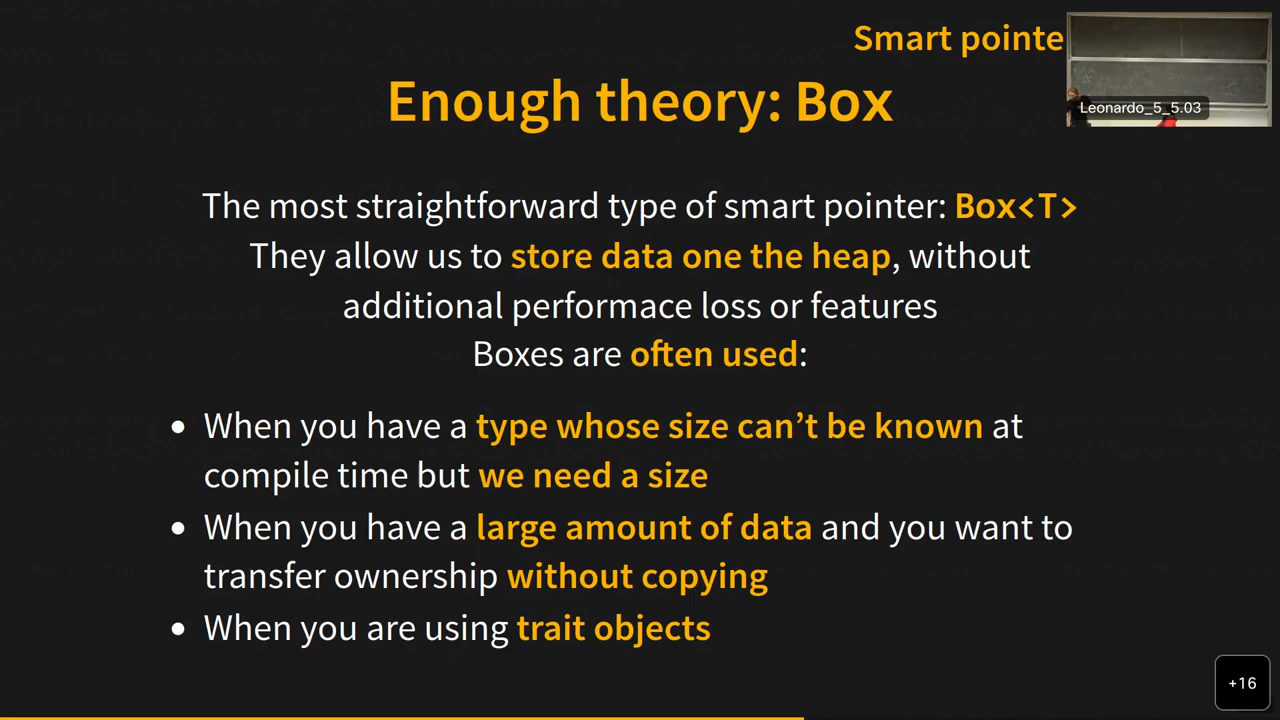 Smart pointe
Leonardo_5_5.03
Enough theory: Box
The most straightforward type of smart pointer: Box<T>
They allow us to store data one the heap, without
additional performace loss or features
Boxes are often used:
• When you have a type whose size can’t be known at
compile time but we need a size
• When you have a large amount of data and you want to
transfer ownership without copying
• When you are using trait objects
+16